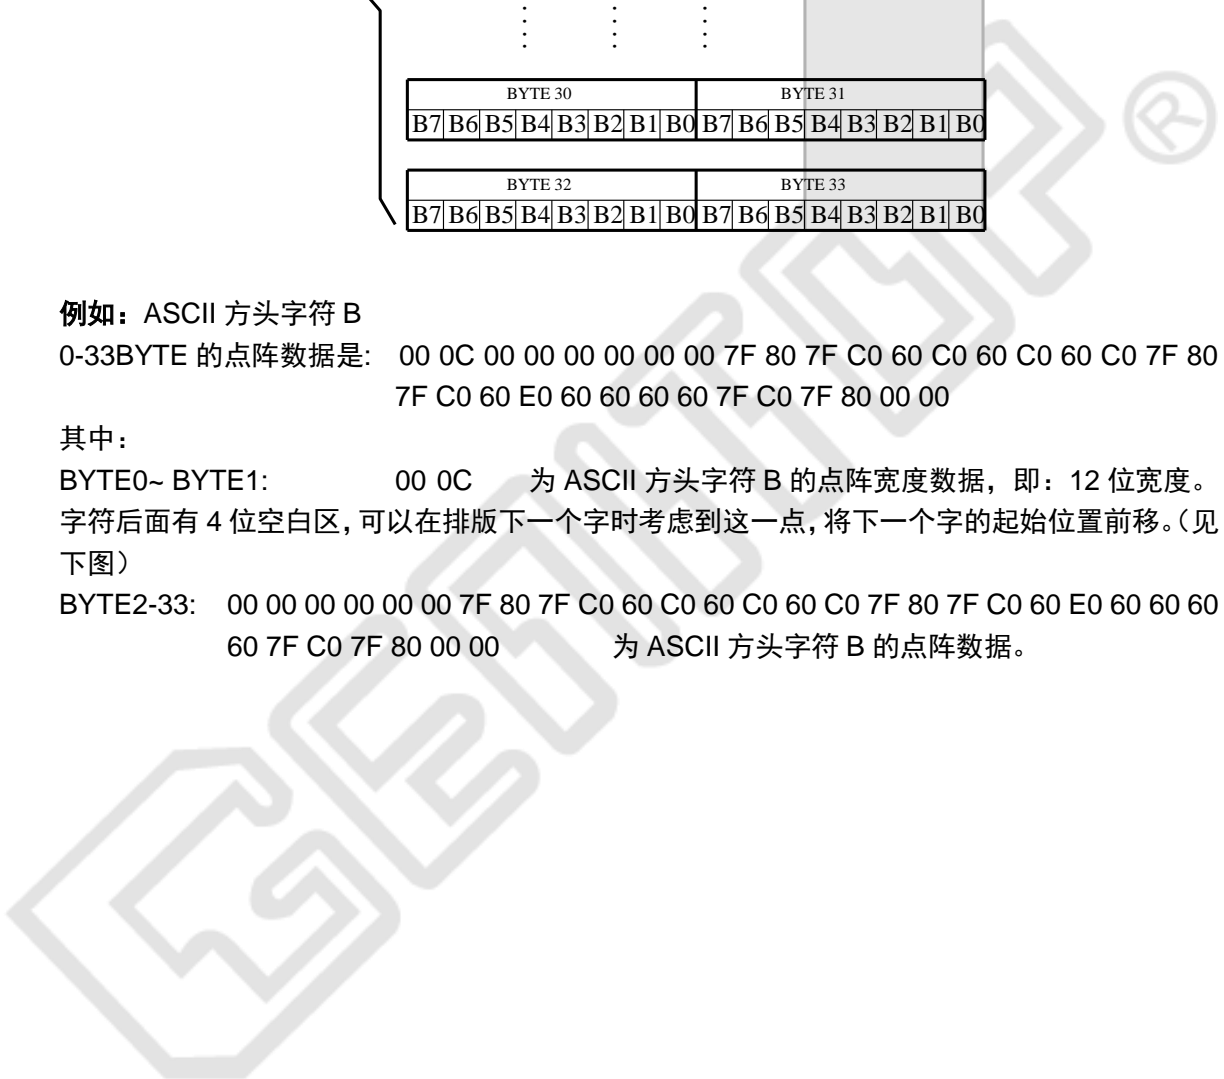 BYTE 30 BYTE 31
B7 B6 B5 B4 B3 B2 B1 B0 B7 B6 B5 B4 B3 B2 B1 B0
BYTE 32 BYTE 33
B7 B6 B5 B4 B3 B2 B1 B0 B7 B6 B5 B4 B3 B2 B1 B0
例如：ASCII 方头字符 B
0-33BYTE 的点阵数据是: 00 0C 00 00 00 00 00 00 7F 80 7F C0 60 C0 60 C0 60 C0 7F 80
7F C0 60 E0 60 60 60 60 7F C0 7F 80 00 00
其中：
BYTE0~ BYTE1: 00 0C 为 ASCII 方头字符 B 的点阵宽度数据，即：12 位宽度。
字符后面有 4 位空白区，可以在排版下一个字时考虑到这一点，将下一个字的起始位置前移。（见
下图）
BYTE2-33: 00 00 00 00 00 00 7F 80 7F C0 60 C0 60 C0 60 C0 7F 80 7F C0 60 E0 60 60 60
60 7F C0 7F 80 00 00 为 ASCII 方头字符 B 的点阵数据。